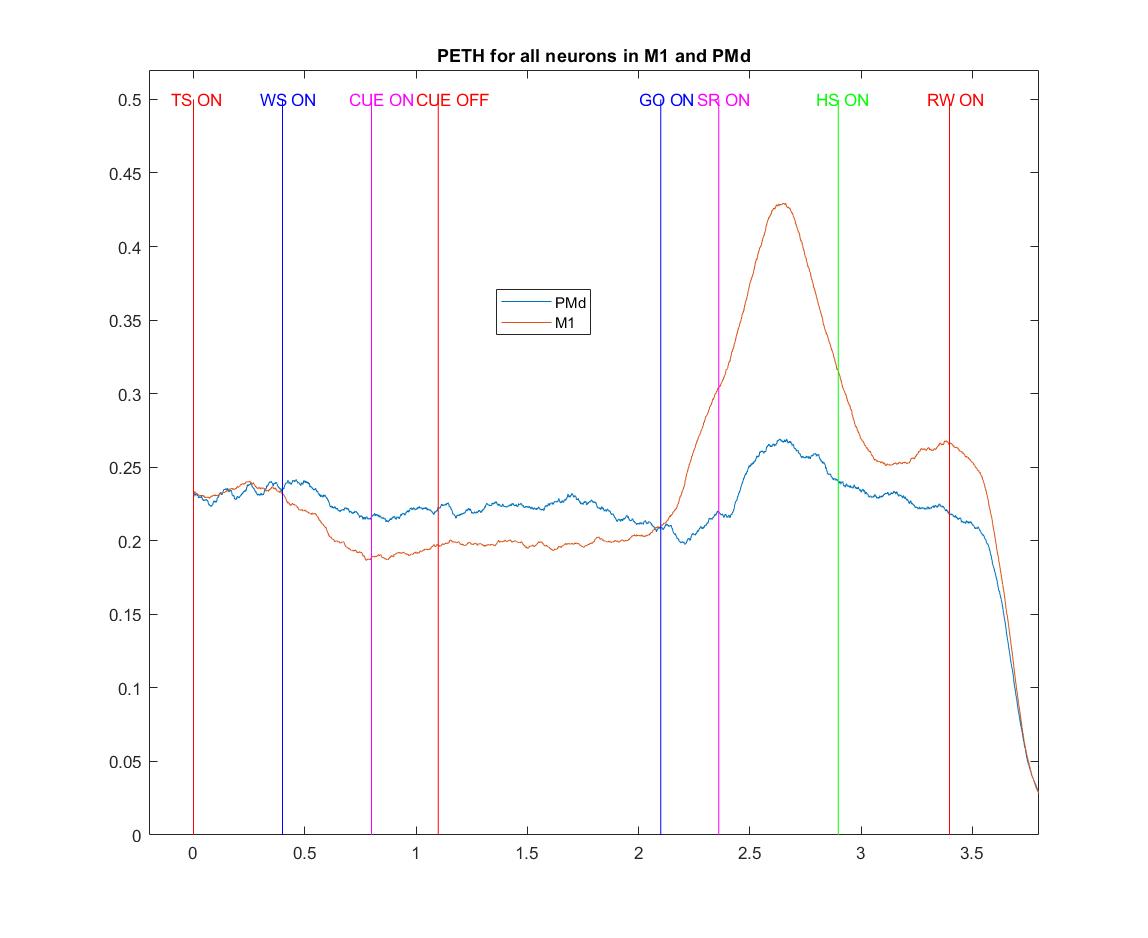 PETH for all neurons in M1 and PMd
TS ON WS ON CUE ON CUE OFF GO ON SR ON HS ON RW ON
0.5
0.45
0.4
0.35
0.3
0.25
0.2
0.15
0.1
0.05
0
PMd
M1
0 0.5 1 1.5 2 2.5 3 3.5